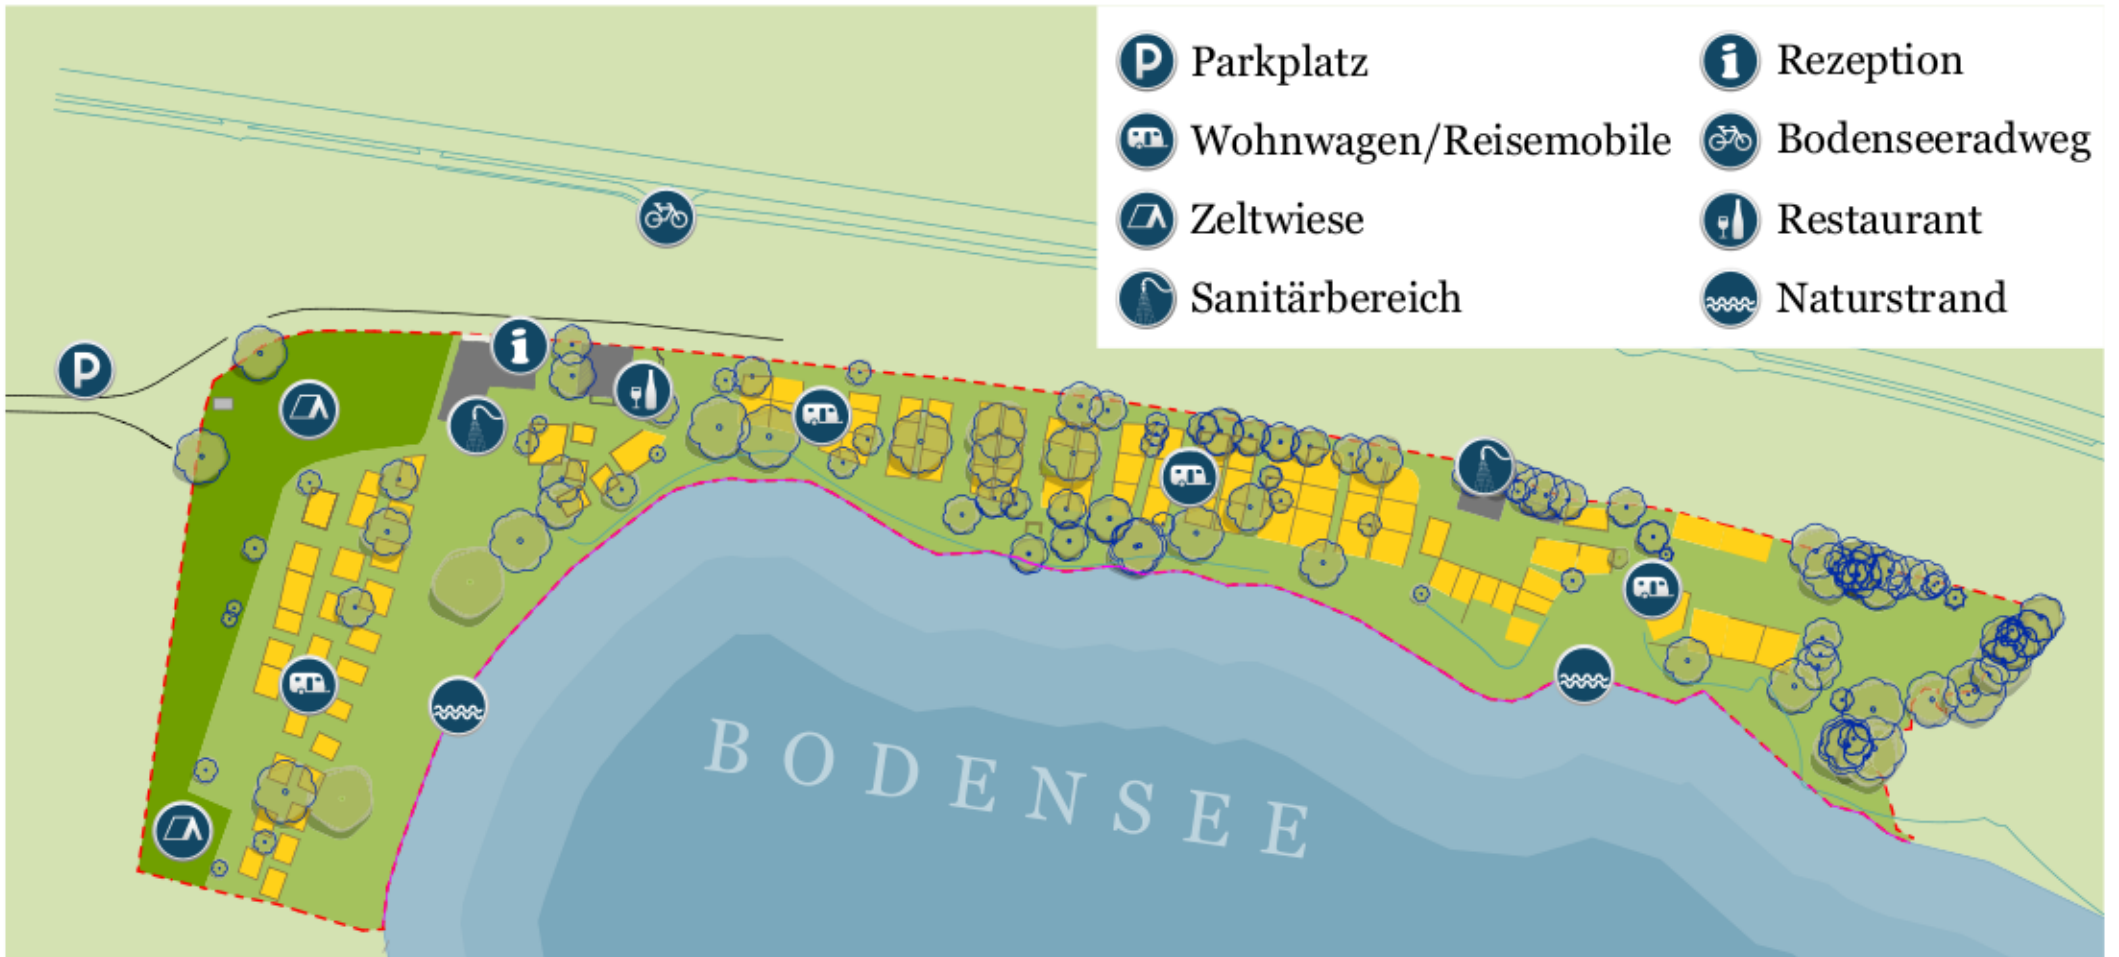 P Parkplatz
i Rezeption
Wohnwagen/Reisemobile
Bodenseeradweg
Zeltwiese
Restaurant
Sanitärbereich
Naturstrand
P
i
BODENSEE